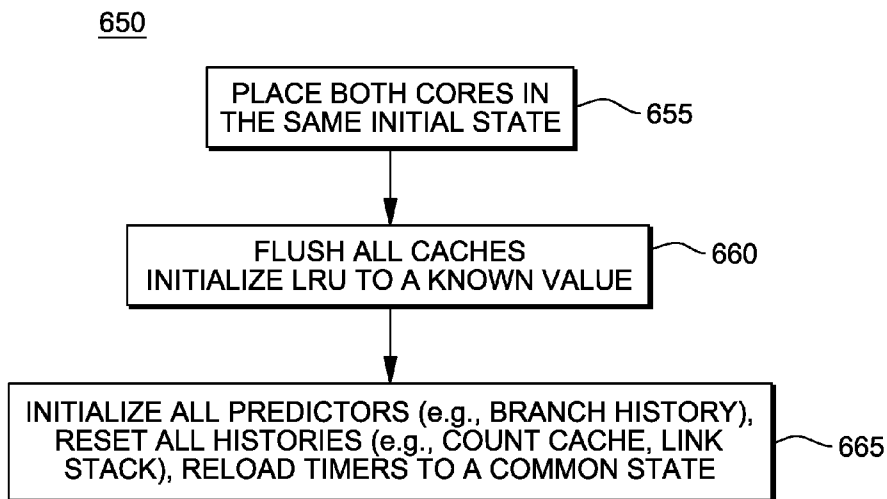 650
PLACE BOTH CORES IN
THE SAME INITIAL STATE
655
FLUSH ALL CACHES
INITIALIZE LRU TO A KNOWN VALUE
660
INITIALIZE ALL PREDICTORS (e.g., BRANCH HISTORY),
RESET ALL HISTORIES (e.g., COUNT CACHE, LINK
STACK), RELOAD TIMERS TO A COMMON STATE
665